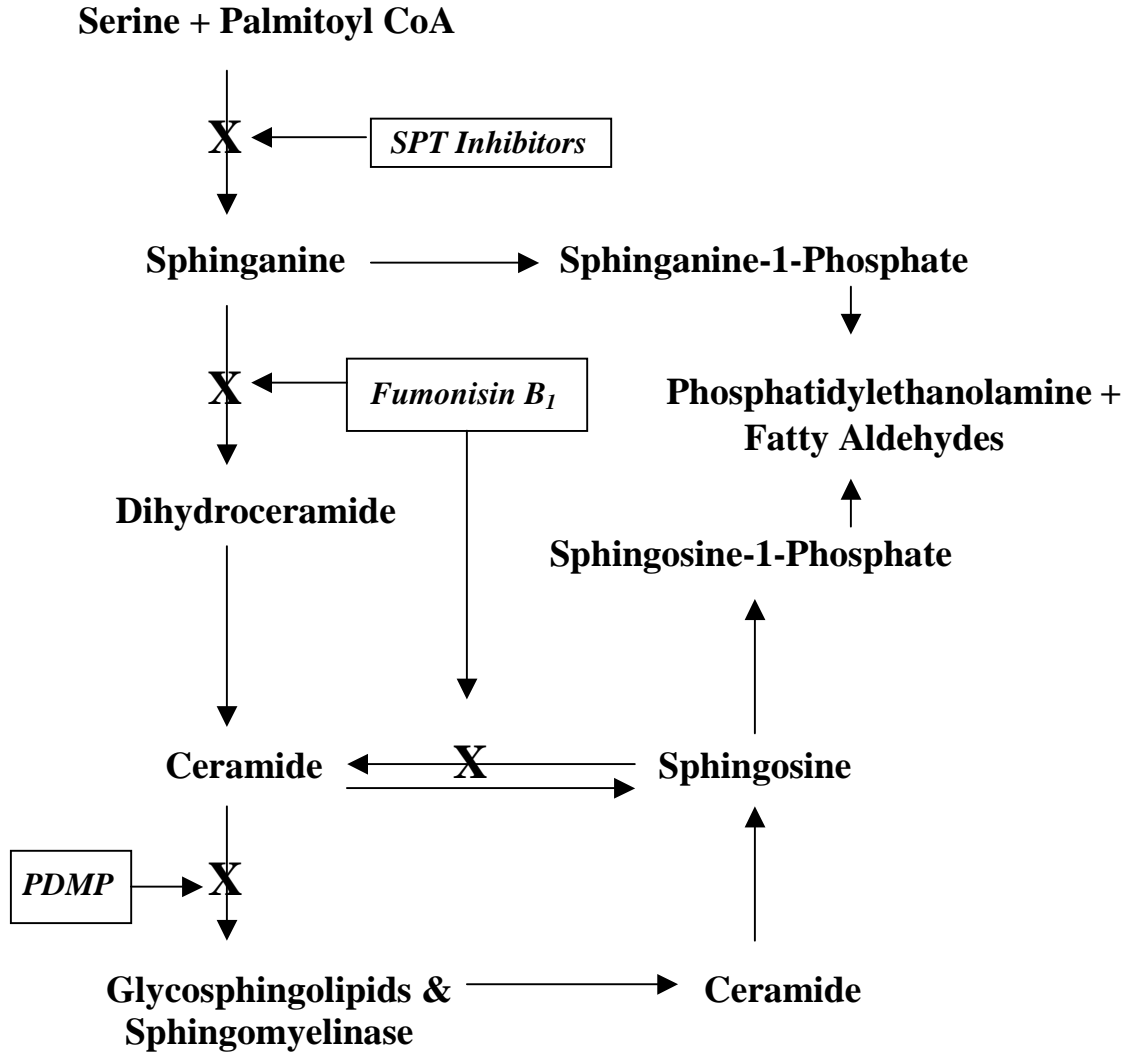 Serine + Palmitoyl CoA
X
SPT Inhibitors
Sphinganine
Sphinganine-1-Phosphate
X
Fumonisin B1
Phosphatidylethanolamine +
Fatty Aldehydes
Dihydroceramide
Sphingosine-1-Phosphate
Ceramide
X
Sphingosine
PDMP
X
Glycosphingolipids &
Sphingomyelinase
Ceramide